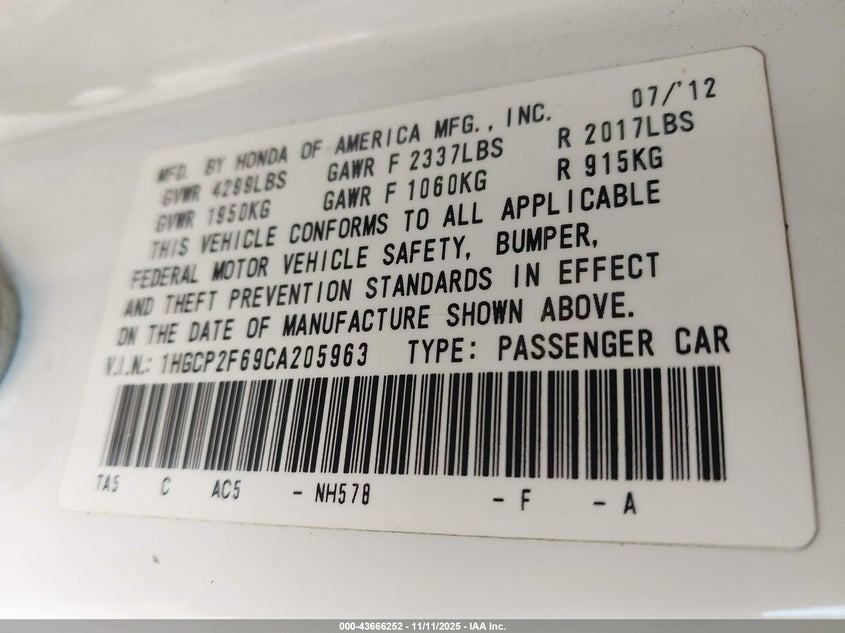 07/'12
MFD. BY HONDA OF AMERICA MFG., INC.
GVWR 4299LBS GAWR F 2337LBS R 2017LBS
GVWR 1950KG GAWR F 1060KG R 915KG
THIS VEHICLE CONFORMS TO ALL APPLICABLE
FEDERAL MOTOR VEHICLE SAFETY, BUMPER,
AND THEFT PREVENTION STANDARDS IN EFFECT
ON THE DATE OF MANUFACTURE SHOWN ABOVE.
V.I.N.: 1HGCP2F69CA205963 TYPE: PASSENGER CAR
TA5 C AC5 - NH578 - F - A
000-43666252 - 11/11/2025 - IAA Inc.